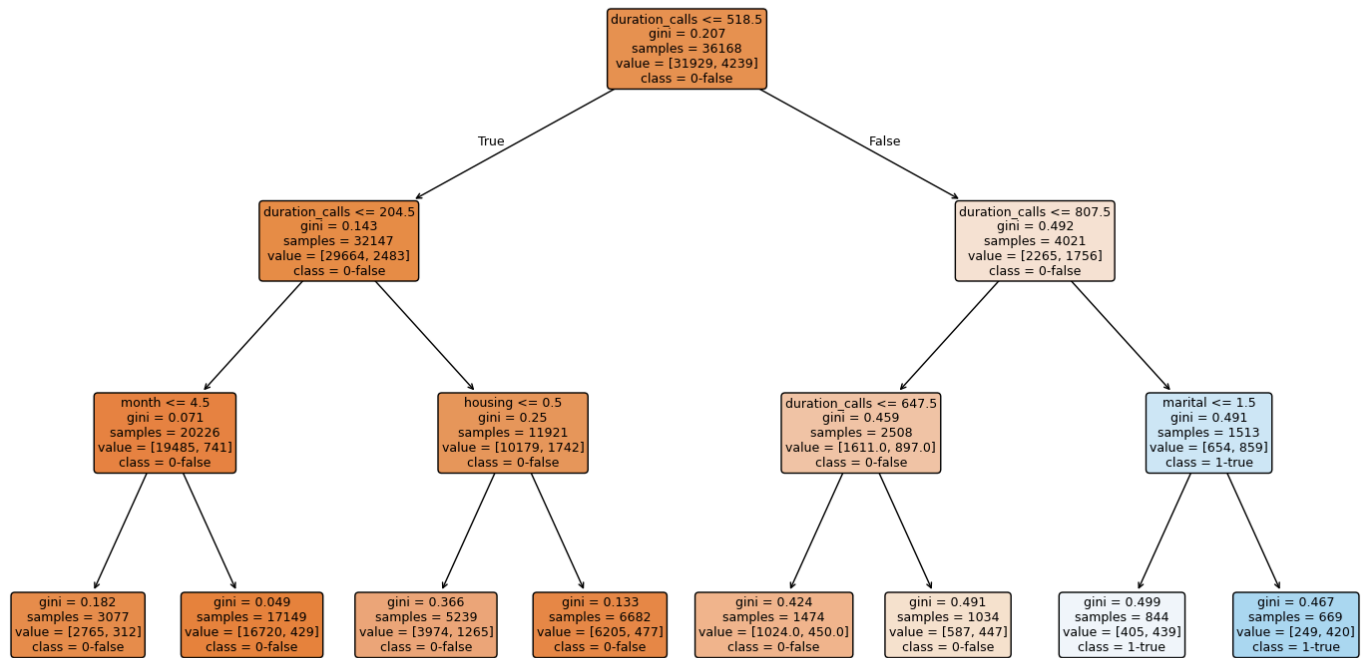 duration_calls <= 518.5
gini = 0.207
samples = 36168
value = [31929, 4239]
class = 0-false
True
False
duration_calls <= 204.5
gini = 0.143
samples = 32147
value = [29664, 2483]
class = 0-false
duration_calls <= 807.5
gini = 0.492
samples = 4021
value = [2265, 1756]
class = 0-false
month <= 4.5
gini = 0.071
samples = 20226
value = [19485, 741]
class = 0-false
housing <= 0.5
gini = 0.25
samples = 11921
value = [10179, 1742]
class = 0-false
duration_calls <= 647.5
gini = 0.459
samples = 2508
value = [1611.0, 897.0]
class = 0-false
marital <= 1.5
gini = 0.491
samples = 1513
value = [654, 859]
class = 1-true
gini = 0.182
samples = 3077
value = [2765, 312]
class = 0-false
gini = 0.049
samples = 17149
value = [16720, 429]
class = 0-false
gini = 0.366
samples = 5239
value = [3974, 1265]
class = 0-false
gini = 0.133
samples = 6682
value = [6205, 477]
class = 0-false
gini = 0.424
samples = 1474
value = [1024.0, 450.0]
class = 0-false
gini = 0.491
samples = 1034
value = [587, 447]
class = 0-false
gini = 0.499
samples = 844
value = [405, 439]
class = 1-true
gini = 0.467
samples = 669
value = [249, 420]
class = 1-true